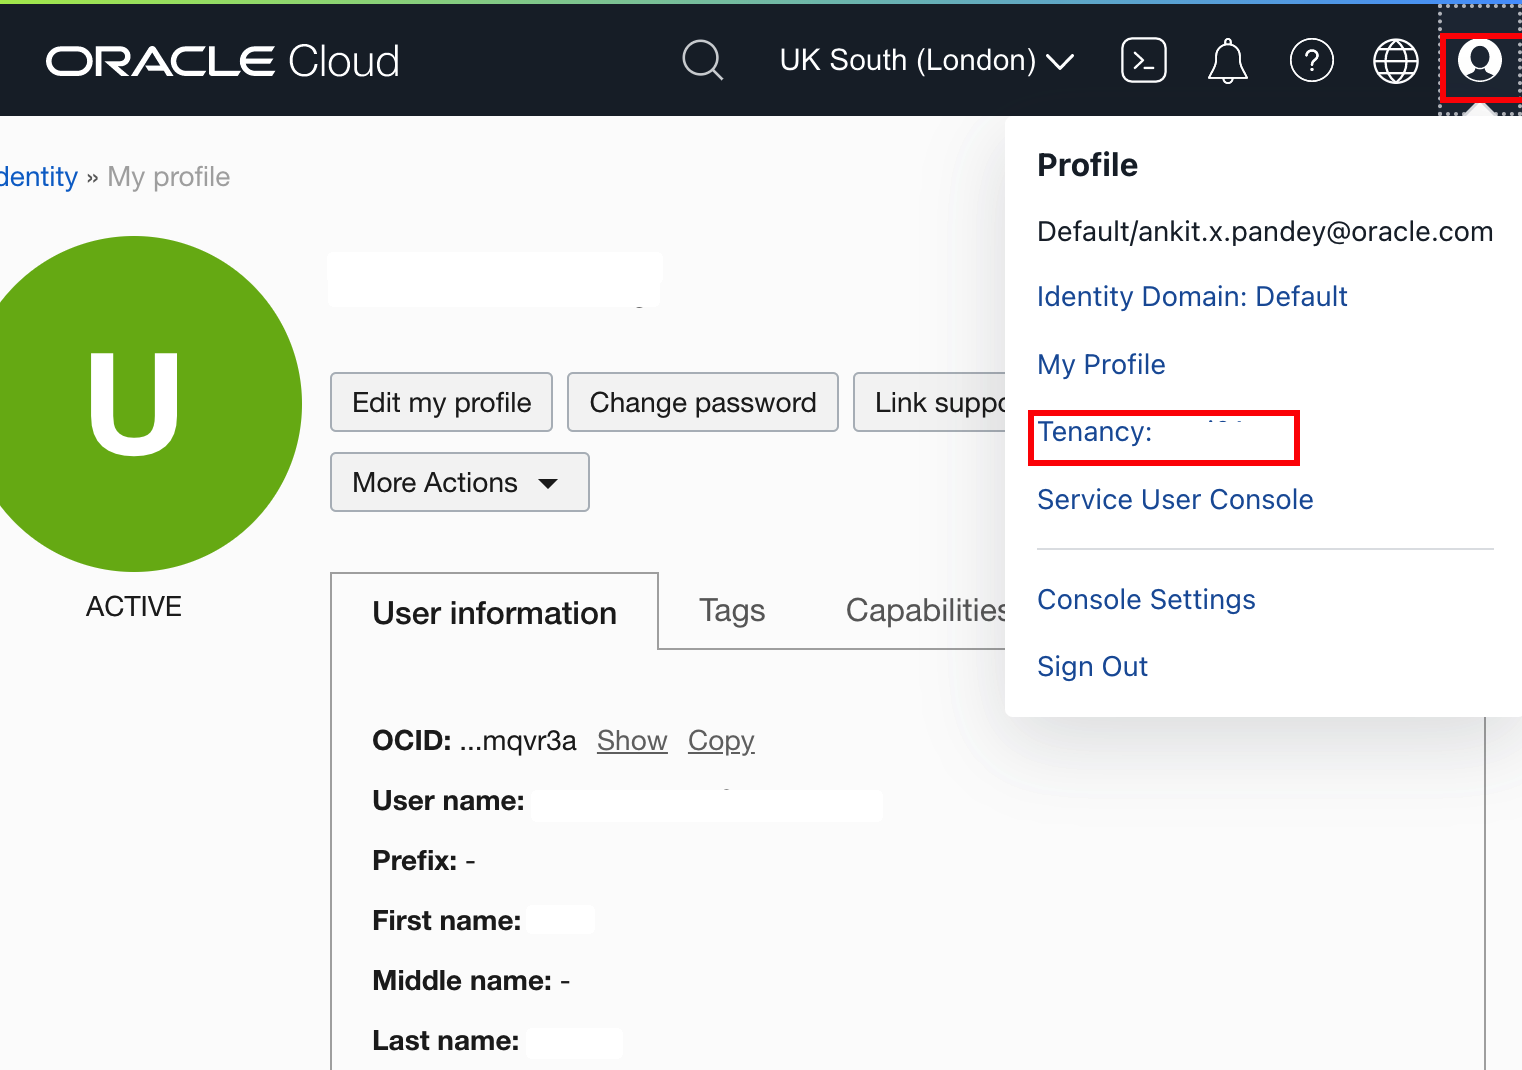 ORACLE Cloud
UK South (London)
dentity » My profile
U
ACTIVE
Edit my profile
Change password
Link suppo
More Actions
User information
Tags
Capabilities
OCID: ...mqvr3a Show Copy
User name:
Prefix: -
First name:
Middle name: -
Last name:
Profile
Default/ankit.x.pandey@oracle.com
Identity Domain: Default
My Profile
Tenancy:
Service User Console
Console Settings
Sign Out